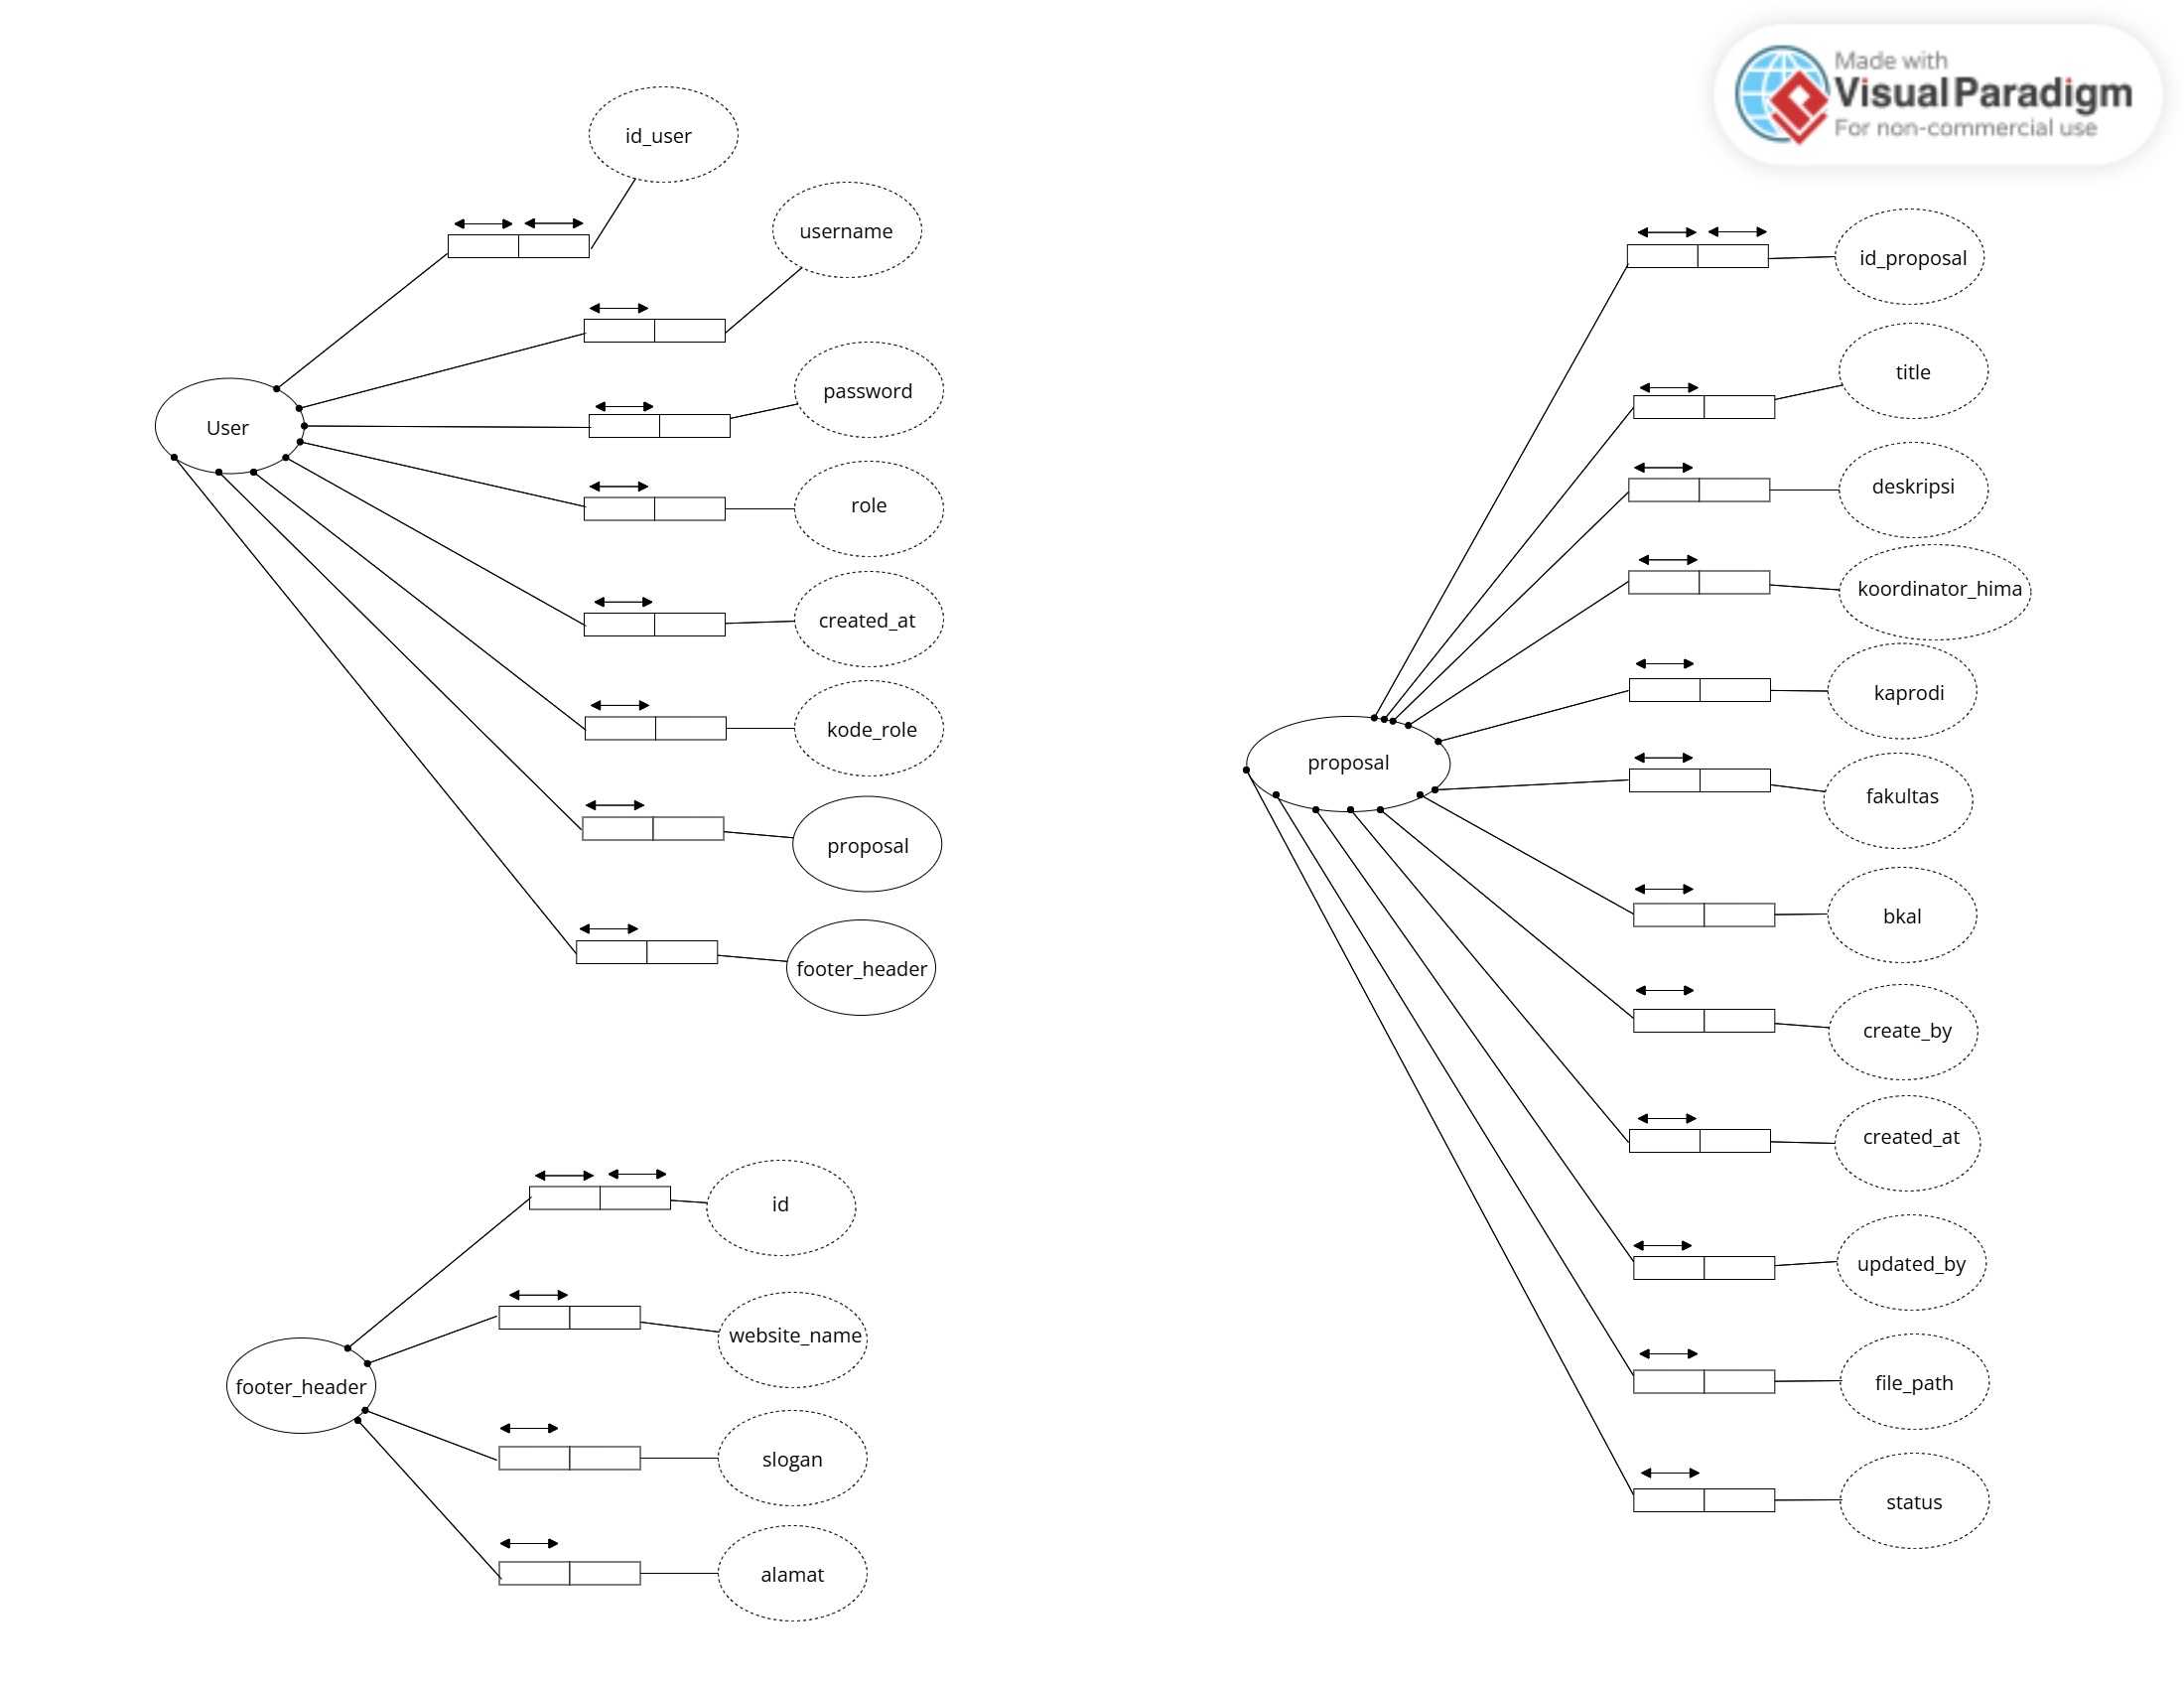 Made with
Visual Paradigm
For non-commercial use
id_user
username
password
User
role
created_at
kode_role
proposal
footer_header
id_proposal
title
deskripsi
koordinator_hima
kaprodi
proposal
fakultas
bkal
create_by
created_at
updated_by
file_path
status
id
website_name
footer_header
slogan
alamat